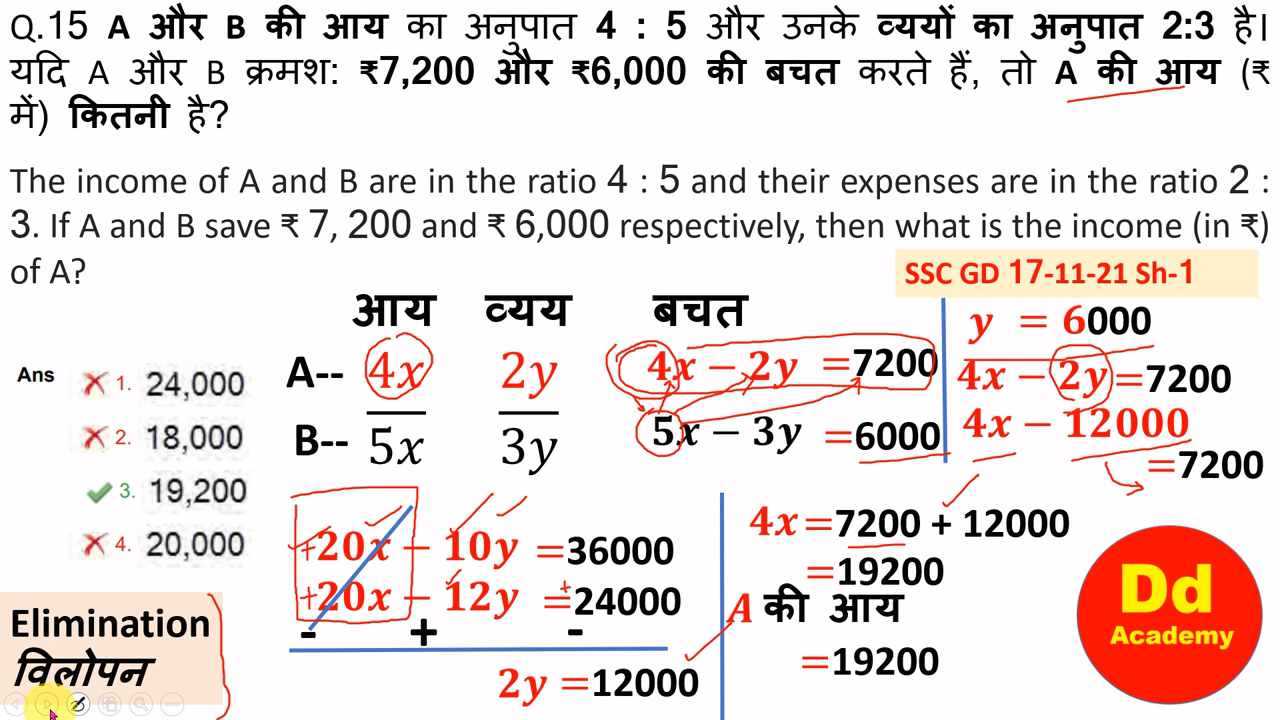 Q.15 A और B की आय का अनुपात 4 : 5 और उनके व्ययों का अनुपात 2:3 है।
यदि A और B क्रमश: ₹7,200 और ₹6,000 की बचत करते हैं, तो A की आय (₹
में) कितनी है?
The income of A and B are in the ratio 4 : 5 and their expenses are in the ratio 2 :
3. If A and B save ₹ 7, 200 and ₹ 6,000 respectively, then what is the income (in ₹)
of A?
SSC GD 17-11-21 Sh-1
आय व्यय बचत
A-- 4x 2y 4x − 2y =7200
B-- 5x 3y 5x − 3y =6000
y = 6000
4x − 2y=7200
4x − 12000
=7200
Ans
1. 24,000
2. 18,000
3. 19,200
4. 20,000
+20x − 10y =36000
+20x − 12y =+24000
- + -
2y =12000
4x=7200 + 12000
=19200
A की आय
=19200
Elimination
विलोपन
Dd
Academy